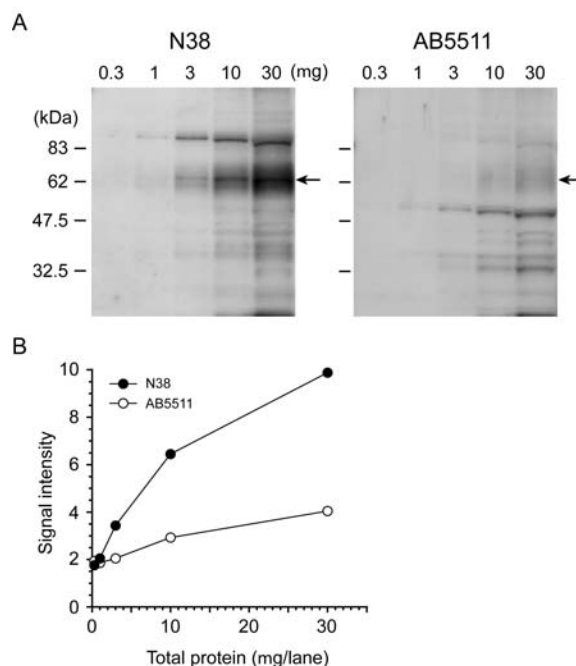 A
N38 AB5511
0.3 1 3 10 30 (mg) 0.3 1 3 10 30
(kDa)
83
62
47.5
32.5
B
10
8
6
4
2
0
N38
AB5511
Signal intensity
0 10 20 30
Total protein (mg/lane)